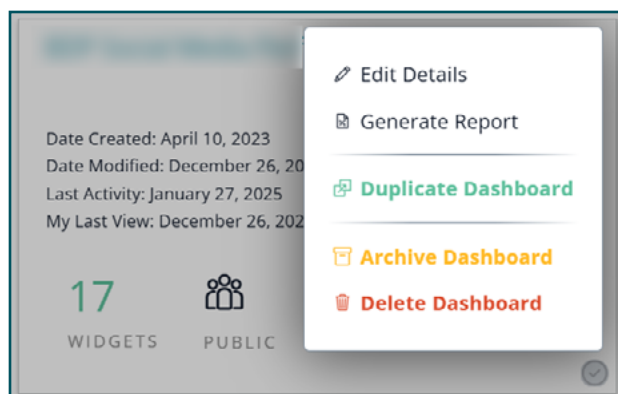 Edit Details
Generate Report
Date Created: April 10, 2023
Date Modified: December 26, 20
Last Activity: January 27, 2025
My Last View: December 26, 202
Duplicate Dashboard
Archive Dashboard
Delete Dashboard
17
WIDGETS
PUBLIC